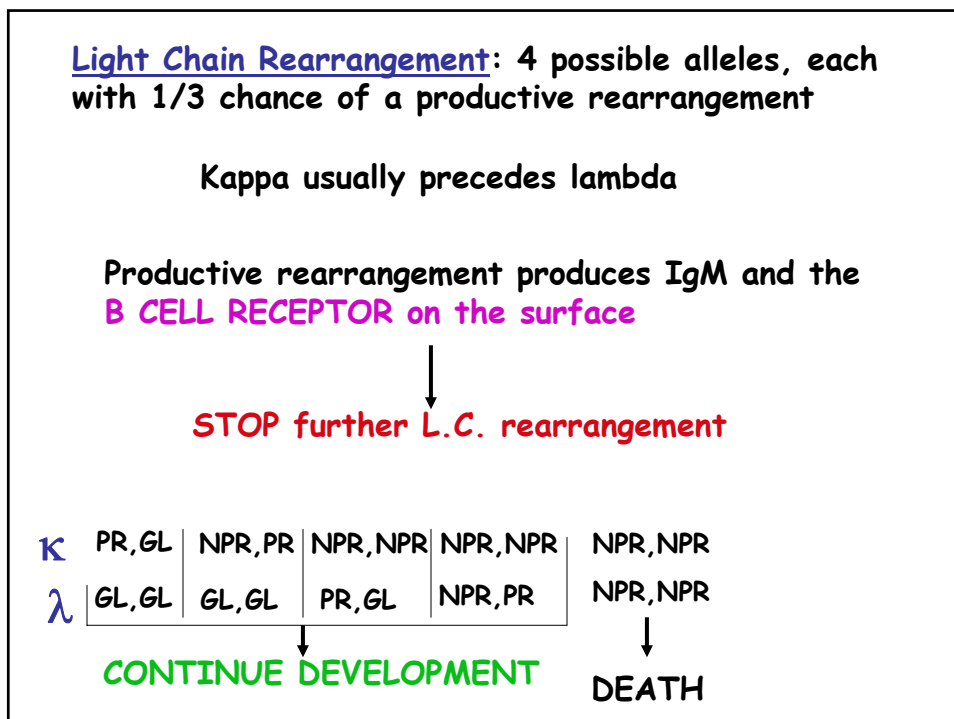 Light Chain Rearrangement: 4 possible alleles, each
with 1/3 chance of a productive rearrangement
Kappa usually precedes lambda
Productive rearrangement produces IgM and the
B CELL RECEPTOR on the surface
STOP further L.C. rearrangement
κ PR,GL NPR,PR NPR,NPR NPR,NPR NPR,NPR
λ GL,GL GL,GL PR,GL NPR,PR NPR,NPR
CONTINUE DEVELOPMENT
DEATH